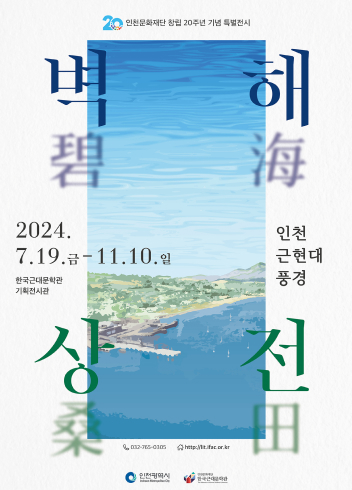 20 인천문화재단 창립 20주년 기념 특별전시
벽 해
碧 海
2024.
7.19.금-11.10.일
한국근대문학관
기획전시관
인천
근현대
풍경
상 전
桑 田
032-765-0305 http://lit.ifac.or.kr
인천광역시 한국근대문학관